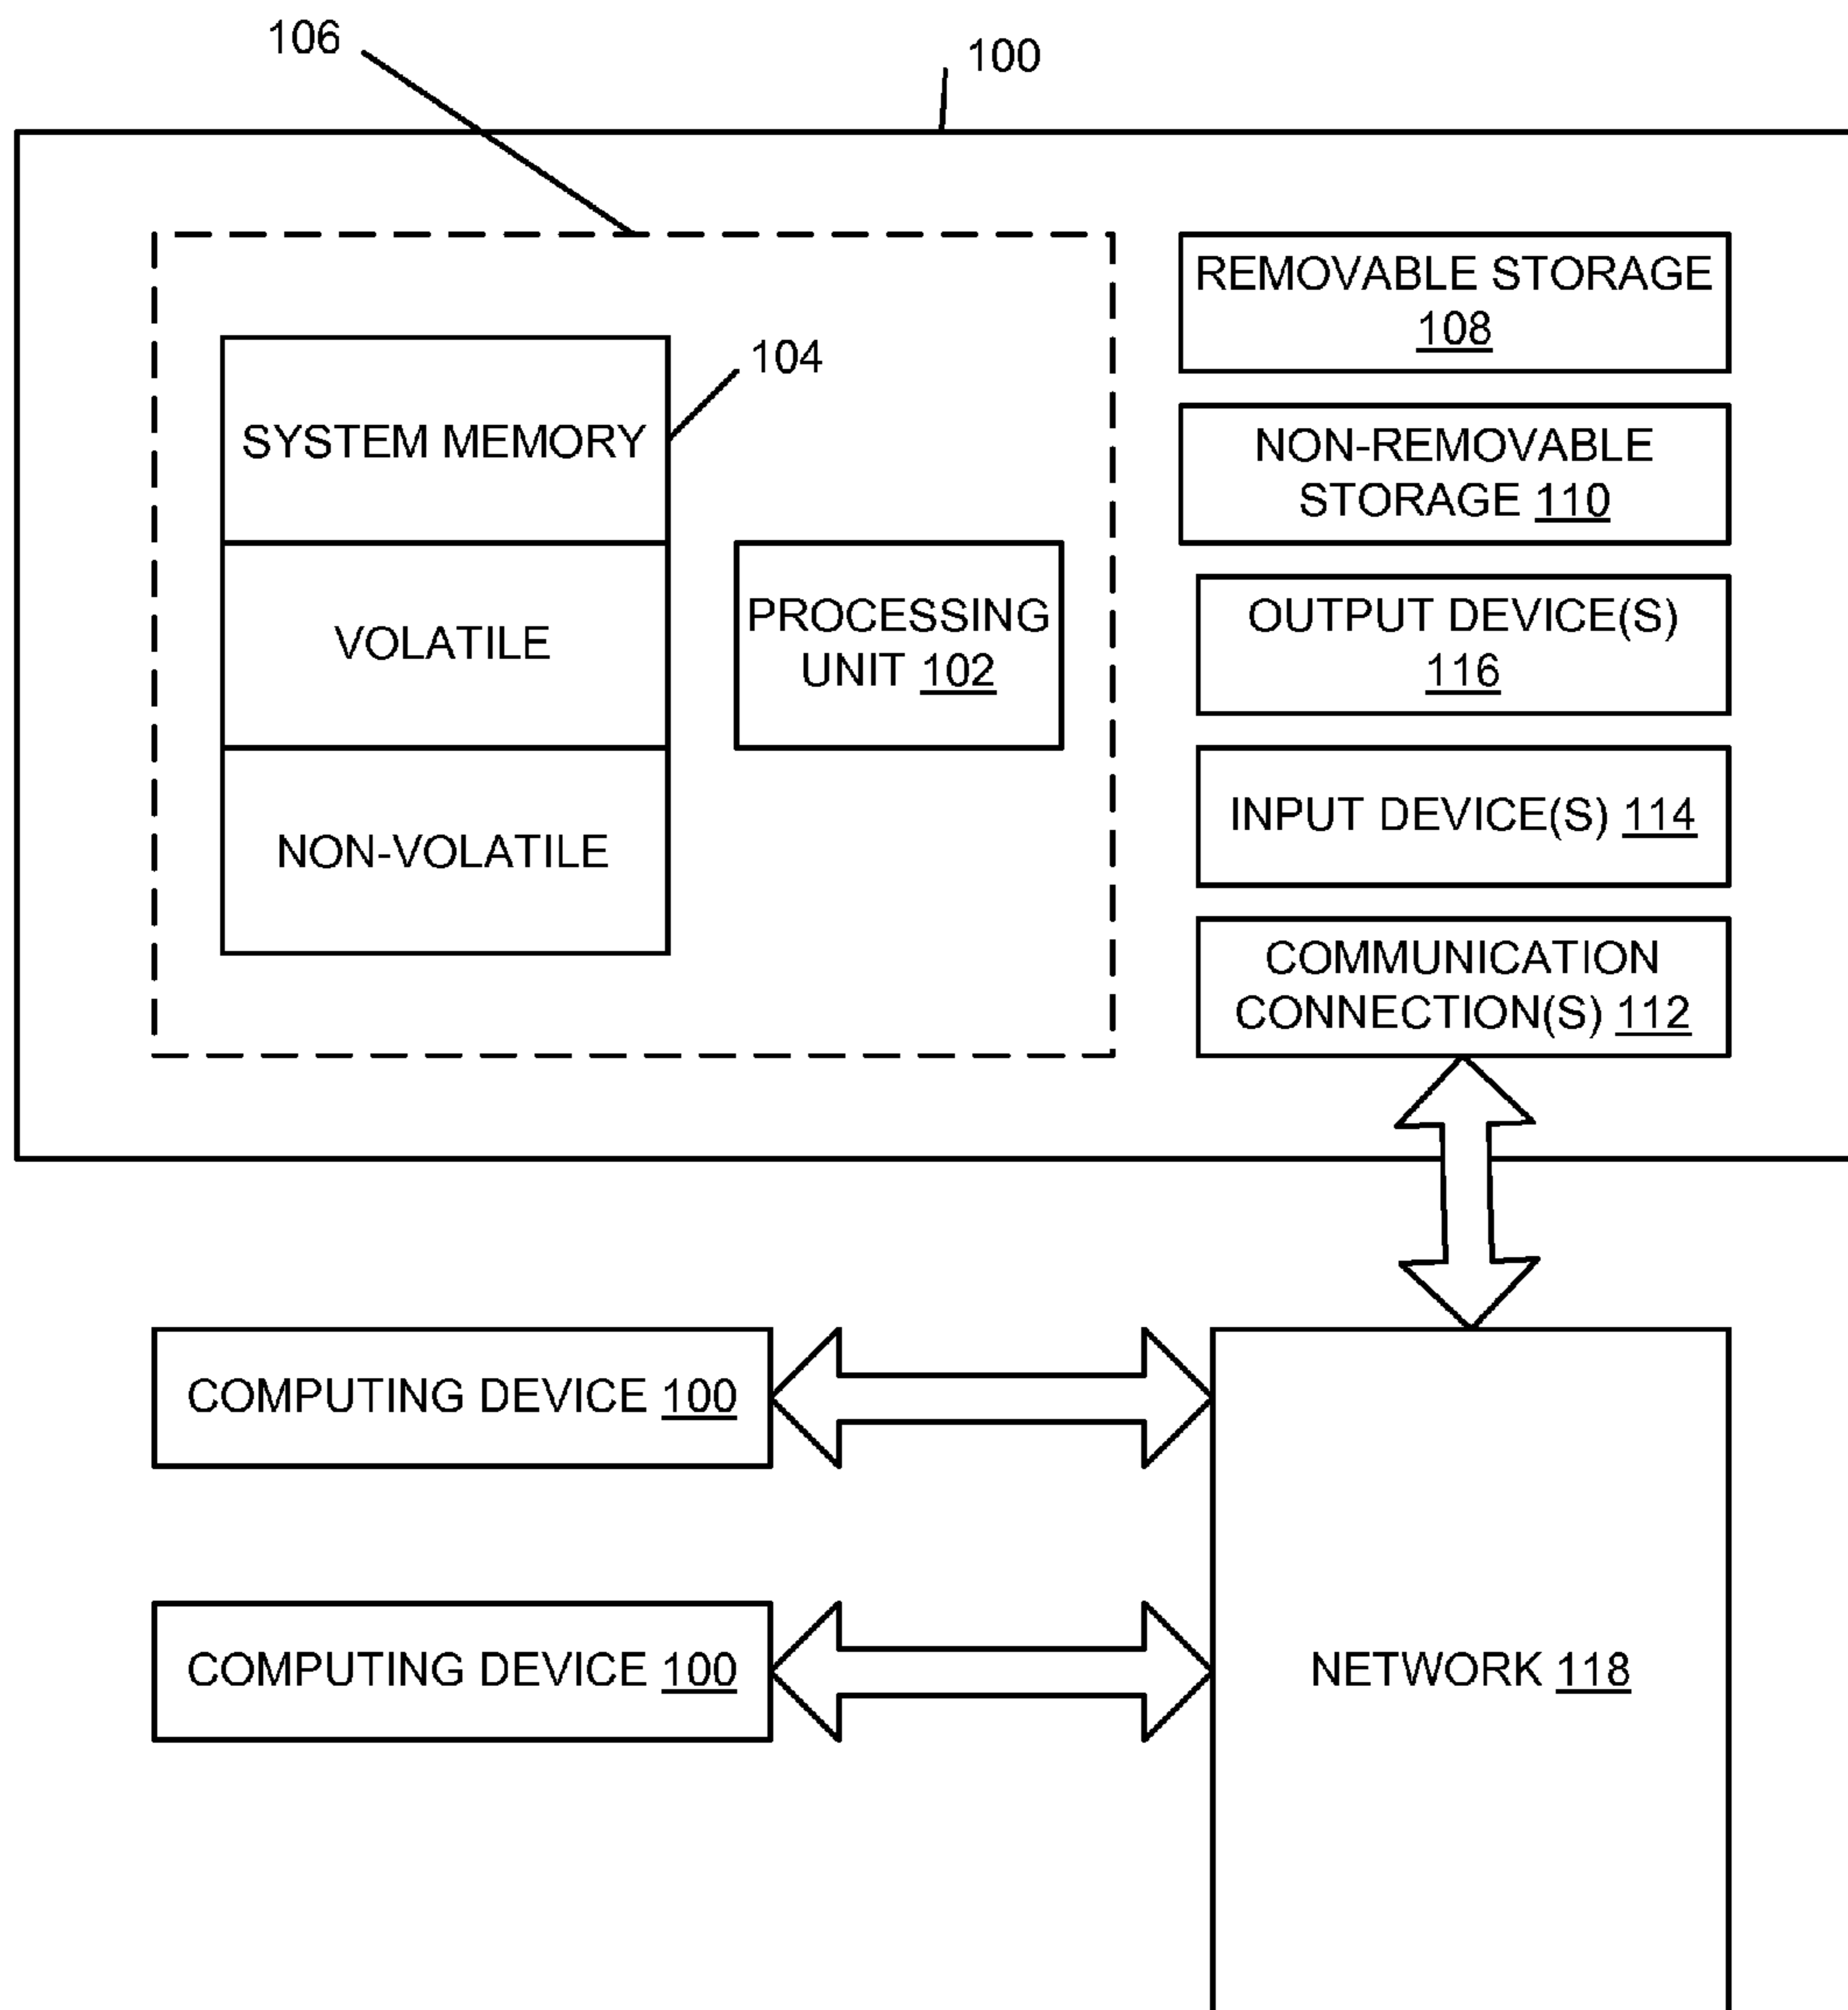 106
100
REMOVABLE STORAGE
108
104
SYSTEM MEMORY
NON-REMOVABLE
STORAGE 110
VOLATILE
PROCESSING
UNIT 102
OUTPUT DEVICE(S)
116
NON-VOLATILE
INPUT DEVICE(S) 114
COMMUNICATION
CONNECTION(S) 112
COMPUTING DEVICE 100
COMPUTING DEVICE 100
NETWORK 118